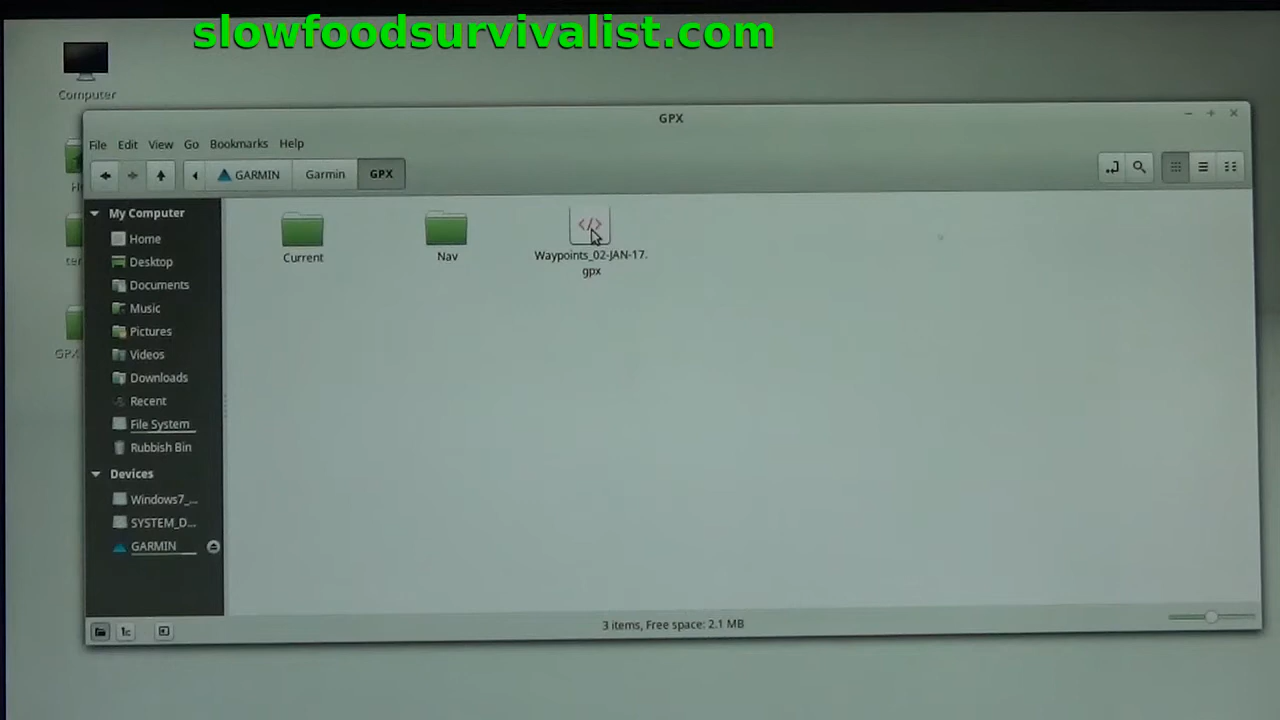 slowfoodsurvivalist.com
Computer
GPX
File Edit View Go Bookmarks Help
GARMIN Garmin GPX
My Computer
Home
Desktop
Documents
Music
Pictures
Videos
Downloads
Recent
File System
Rubbish Bin
Devices
Windows7_...
SYSTEM_D...
GARMIN
Current
Nav
Waypoints_02-JAN-17.
gpx
GPX
3 items, Free space: 2.1 MB